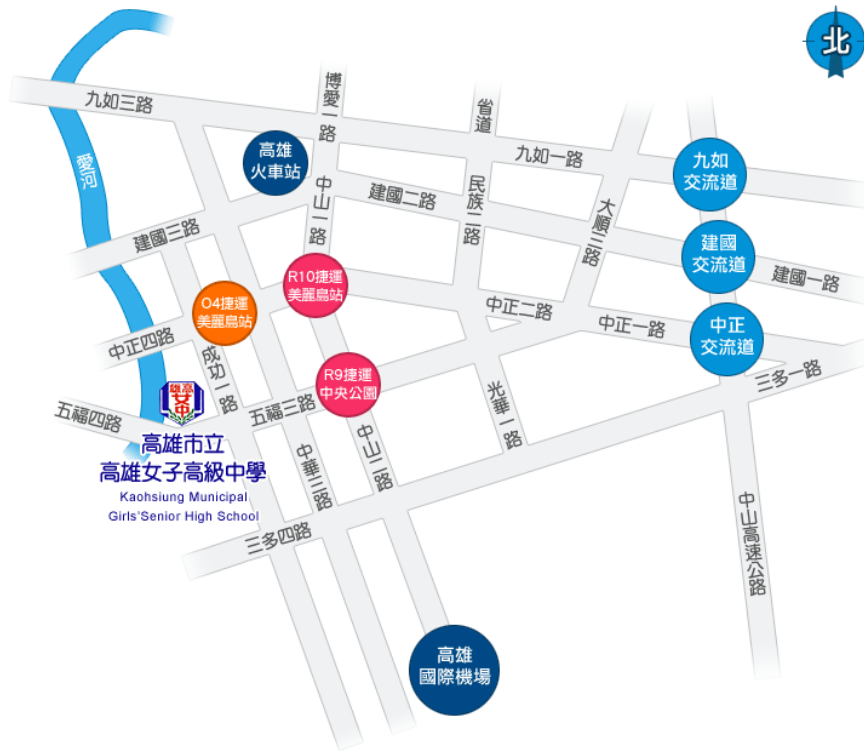 北
九如三路
博愛一路
省道
九如一路
九如
交流道
高雄
火車站
愛河
中山一路
建國二路
民族二路
大順三路
建國三路
建國
交流道
建國一路
R10捷運
美麗島站
O4捷運
美麗島站
中正二路
中正一路
中正
交流道
中正四路
成功一路
R9捷運
中央公園
三多一路
雄高
女中
五福四路
五福三路
光華一路
高雄市立
高雄女子高級中學
Kaohsiung Municipal
Girls'Senior High School
中華三路
中山二路
三多四路
中山高速公路
高雄
國際機場